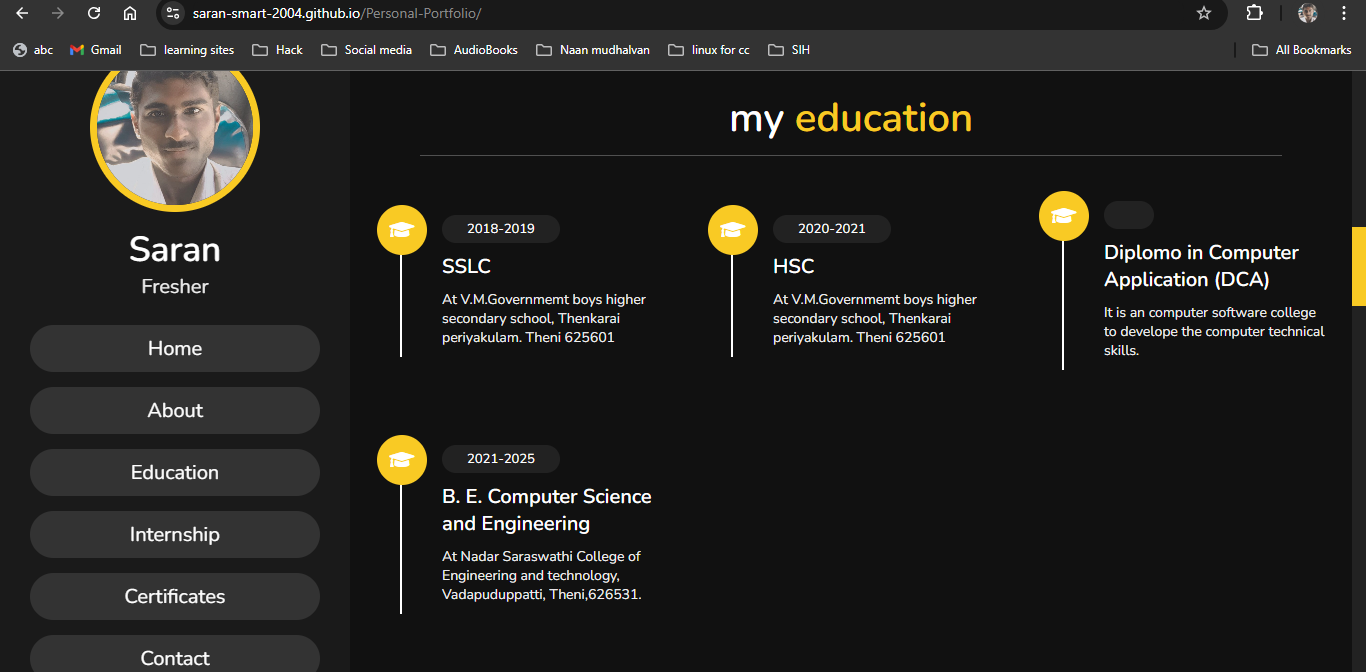 saran-smart-2004.github.io/Personal-Portfolio/
abc
Gmail
learning sites
Hack
Social media
AudioBooks
Naan mudhalvan
linux for cc
SIH
All Bookmarks
Saran
Fresher
Home
About
Education
Internship
Certificates
Contact
my education
2018-2019
SSLC
At V.M.Governmemt boys higher
secondary school, Thenkarai
periyakulam. Theni 625601
2020-2021
HSC
At V.M.Governmemt boys higher
secondary school, Thenkarai
periyakulam. Theni 625601
Diplomo in Computer
Application (DCA)
It is an computer software college
to develope the computer technical
skills.
2021-2025
B. E. Computer Science
and Engineering
At Nadar Saraswathi College of
Engineering and technology,
Vadapuduppatti, Theni,626531.